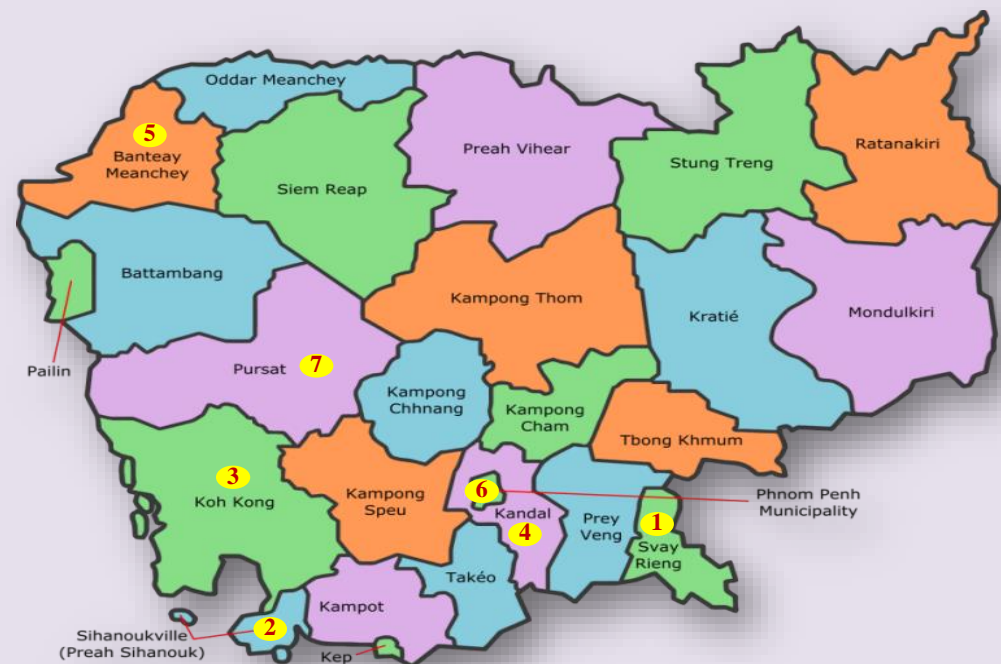 Oddar Meanchey
5
Banteay
Meanchey
Siem Reap
Preah Vihear
Stung Treng
Ratanakiri
Battambang
Pailin
Kampong Thom
Kratié
Mondulkiri
Pursat
7
Kampong
Chhnang
Kampong
Cham
Tbong Khmum
3
Koh Kong
Kampong
Speu
6
Kandal
4
Phnom Penh
Municipality
Prey
Veng
1
Svay
Rieng
Takéo
Kampot
2
Sihanoukville
(Preah Sihanouk)
Kep